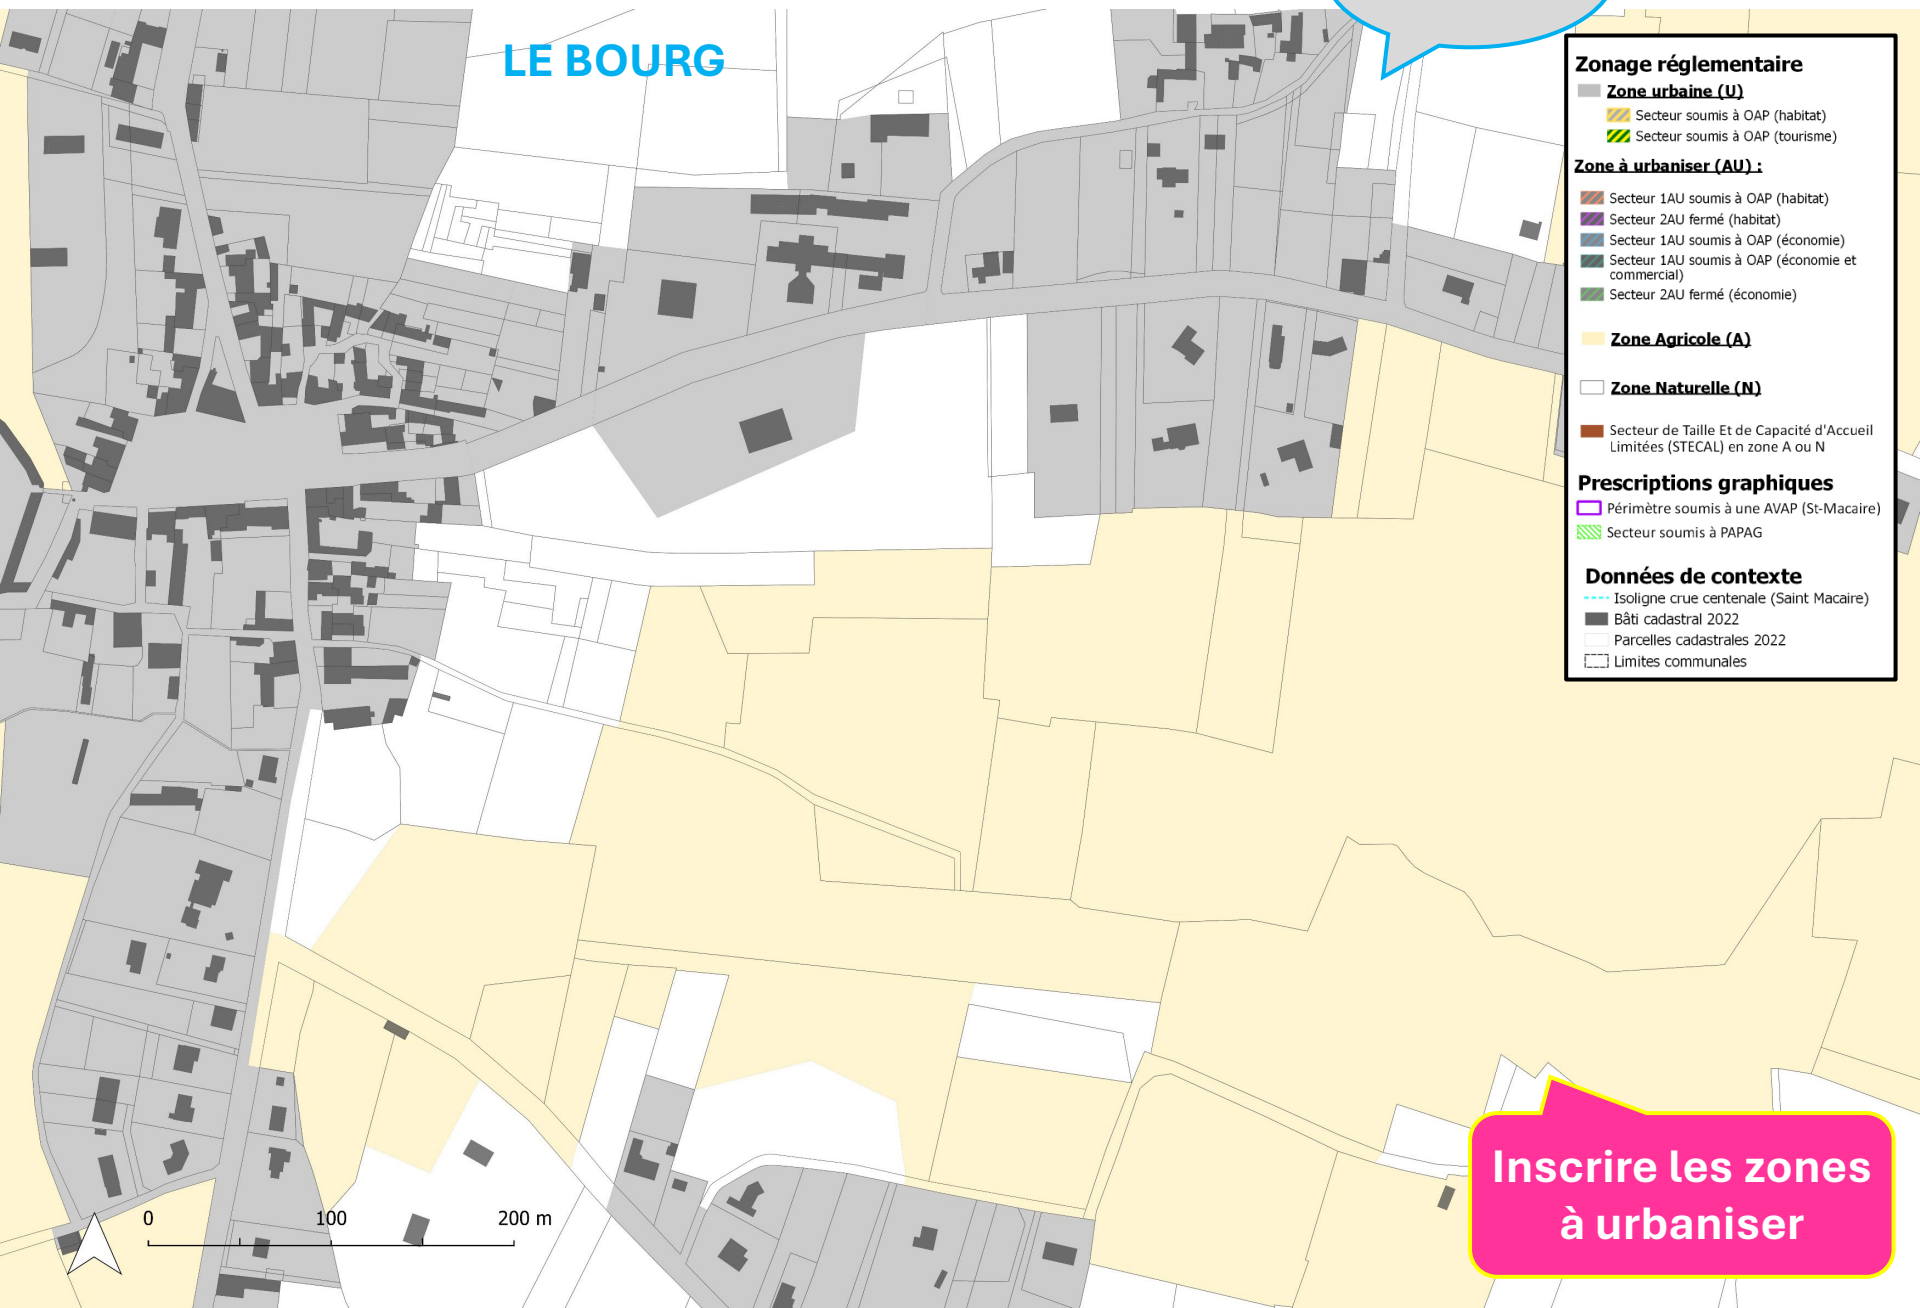 LE BOURG
Zonage réglementaire
Zone urbaine (U)
Secteur soumis à OAP (habitat)
Secteur soumis à OAP (tourisme)
Zone à urbaniser (AU) :
Secteur 1AU soumis à OAP (habitat)
Secteur 2AU fermé (habitat)
Secteur 1AU soumis à OAP (économie)
Secteur 1AU soumis à OAP (économie et
commercial)
Secteur 2AU fermé (économie)
Zone Agricole (A)
Zone Naturelle (N)
Secteur de Taille Et de Capacité d'Accueil
Limitées (STECAL) en zone A ou N
Prescriptions graphiques
Périmètre soumis à une AVAP (St-Macaire)
Secteur soumis à PAPAG
Données de contexte
Isoligne crue centenale (Saint Macaire)
Bâti cadastral 2022
Parcelles cadastrales 2022
Limites communales
Inscrire les zones
à urbaniser
0 100 200 m